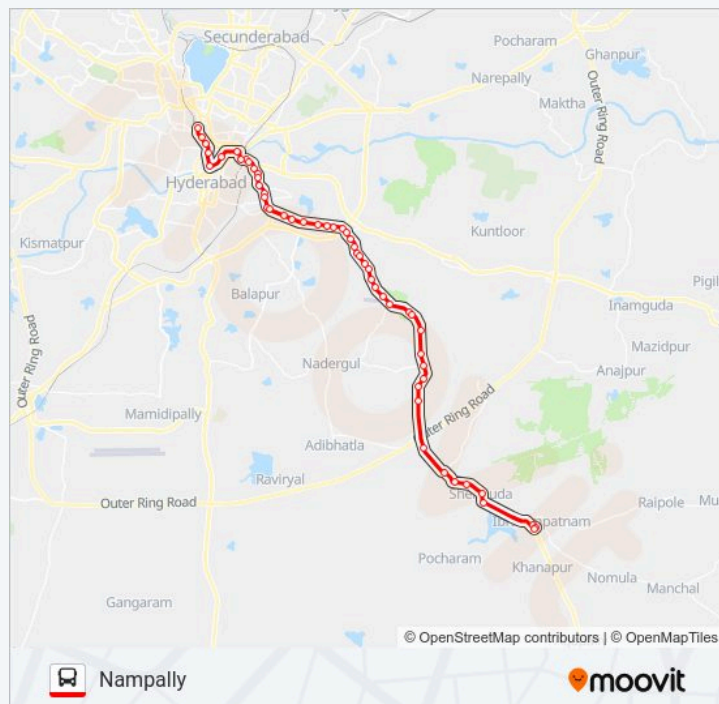 Secunderabad
Pocharam
Ghanpur
Narepally
Maktha
Outer Ring Road
Hyderabad
Kismatpur
Kuntloor
Balapur
Inamguda
Outer Ring Road
Nadergul
Mazidpur
Anajpur
Mamidipally
Outer Ring Road
Adibhatla
Raviryal
Outer Ring Road
Raipole
Pocharam
Khanapur
Nomula
Manchal
Gangaram
© OpenStreetMap contributors | © OpenMapTiles
Nampally
moovit